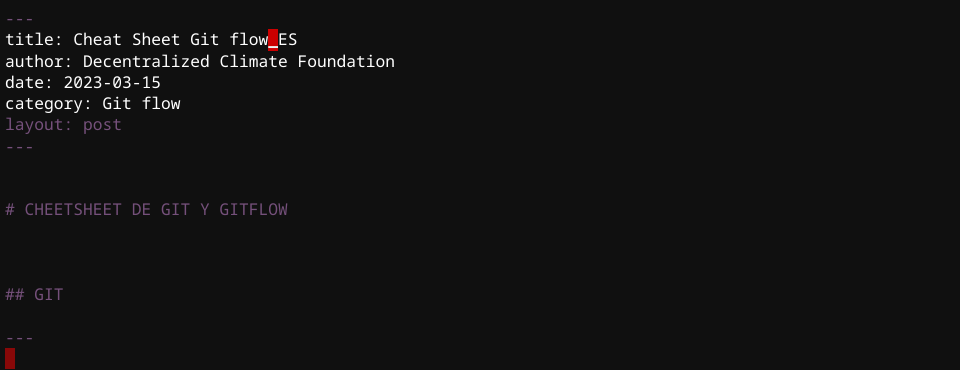 ---
title: Cheat Sheet Git flow_ES
author: Decentralized Climate Foundation
date: 2023-03-15
category: Git flow
layout: post
---
# CHEETSHEET DE GIT Y GITFLOW
## GIT
---